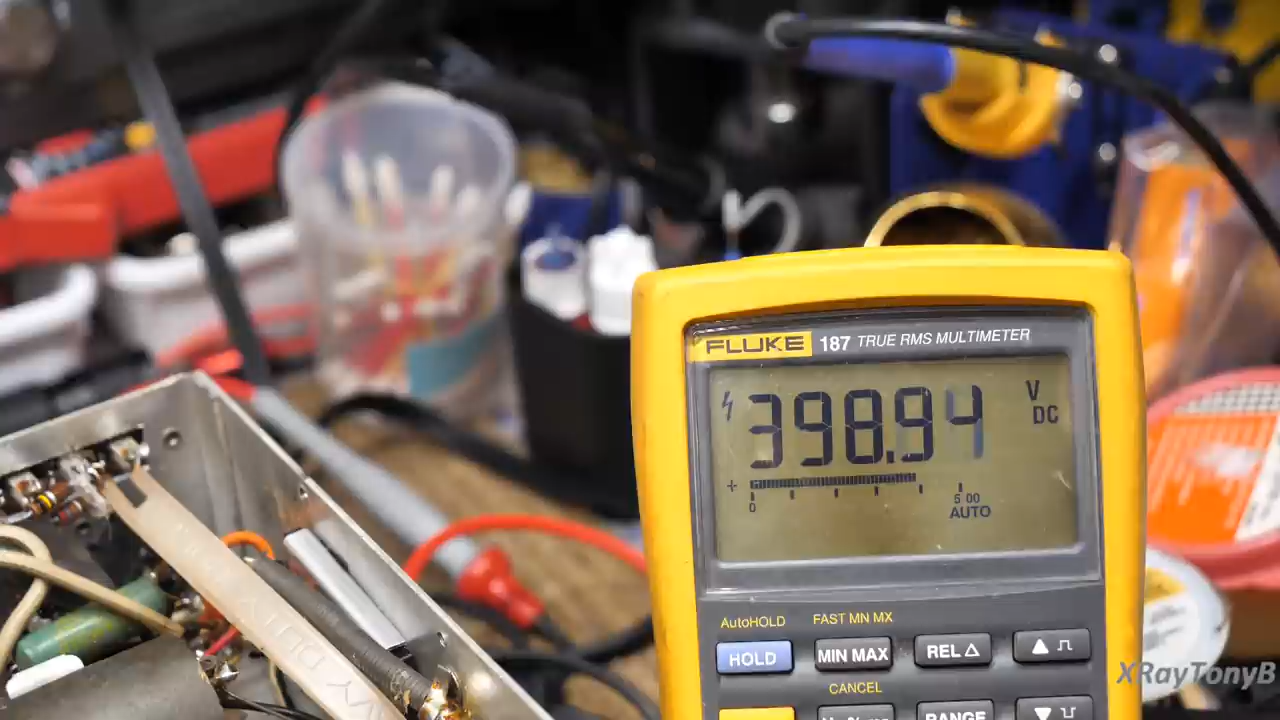 FLUKE 187 TRUE RMS MULTIMETER
398.94 V DC
+
0 500
AUTO
AutoHOLD FAST MN MX
HOLD MIN MAX REL Δ
CANCEL
RANGE
XRayTonyB